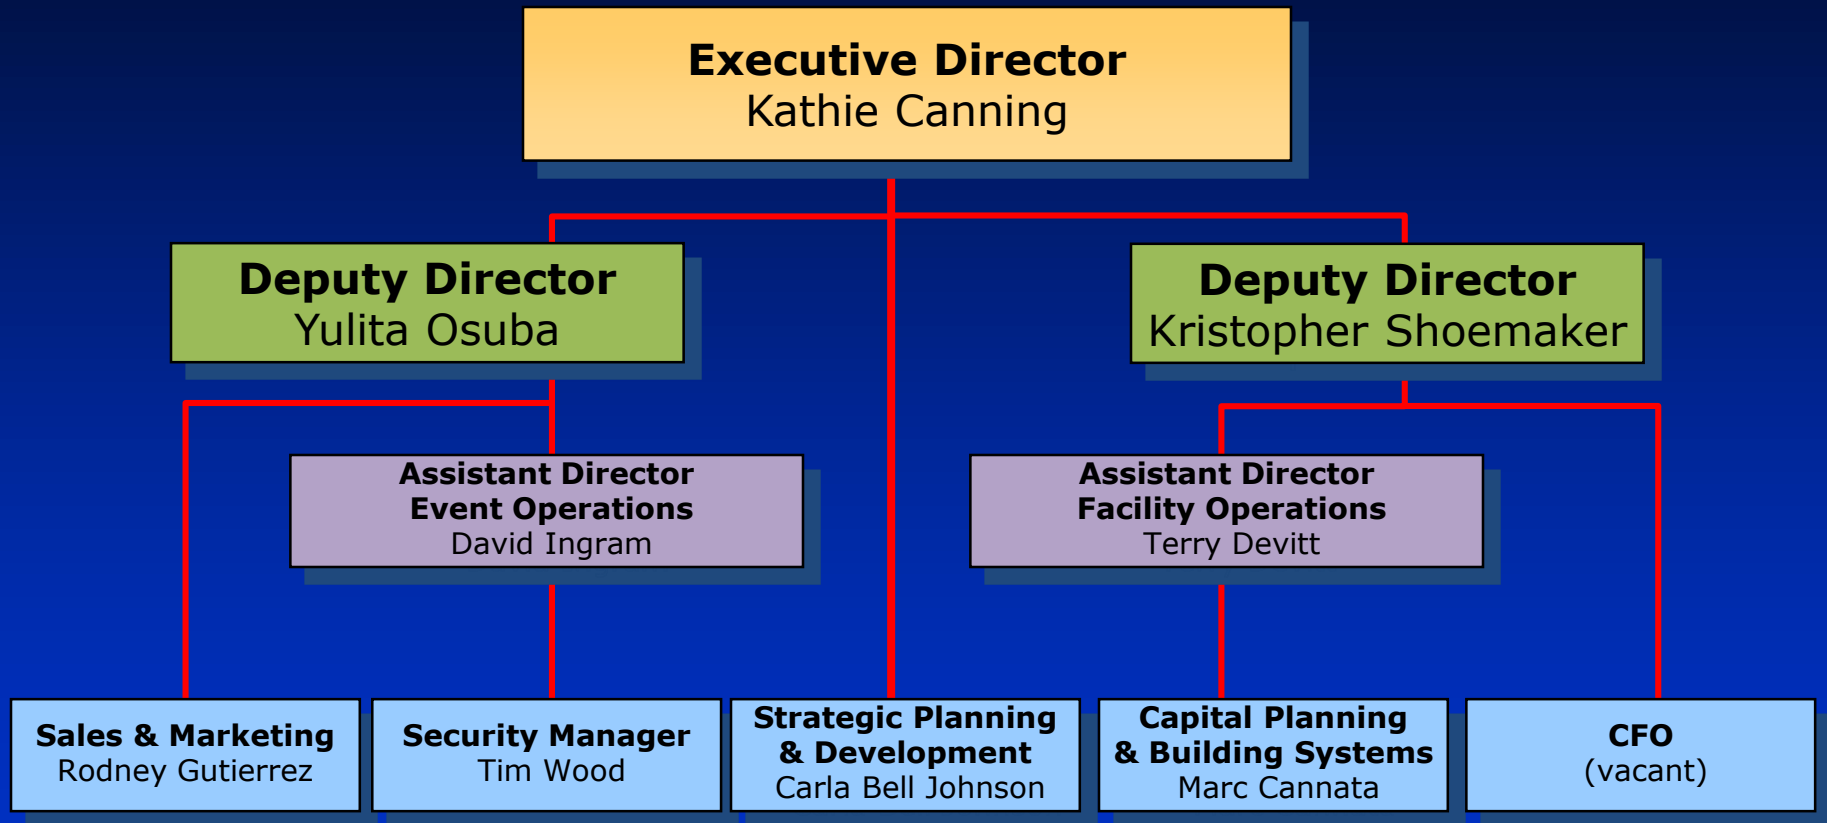 Executive Director
Kathie Canning
Deputy Director
Yulita Osuba
Deputy Director
Kristopher Shoemaker
Assistant Director
Event Operations
David Ingram
Assistant Director
Facility Operations
Terry Devitt
Sales & Marketing
Rodney Gutierrez
Security Manager
Tim Wood
Strategic Planning
& Development
Carla Bell Johnson
Capital Planning
& Building Systems
Marc Cannata
CFO
(vacant)